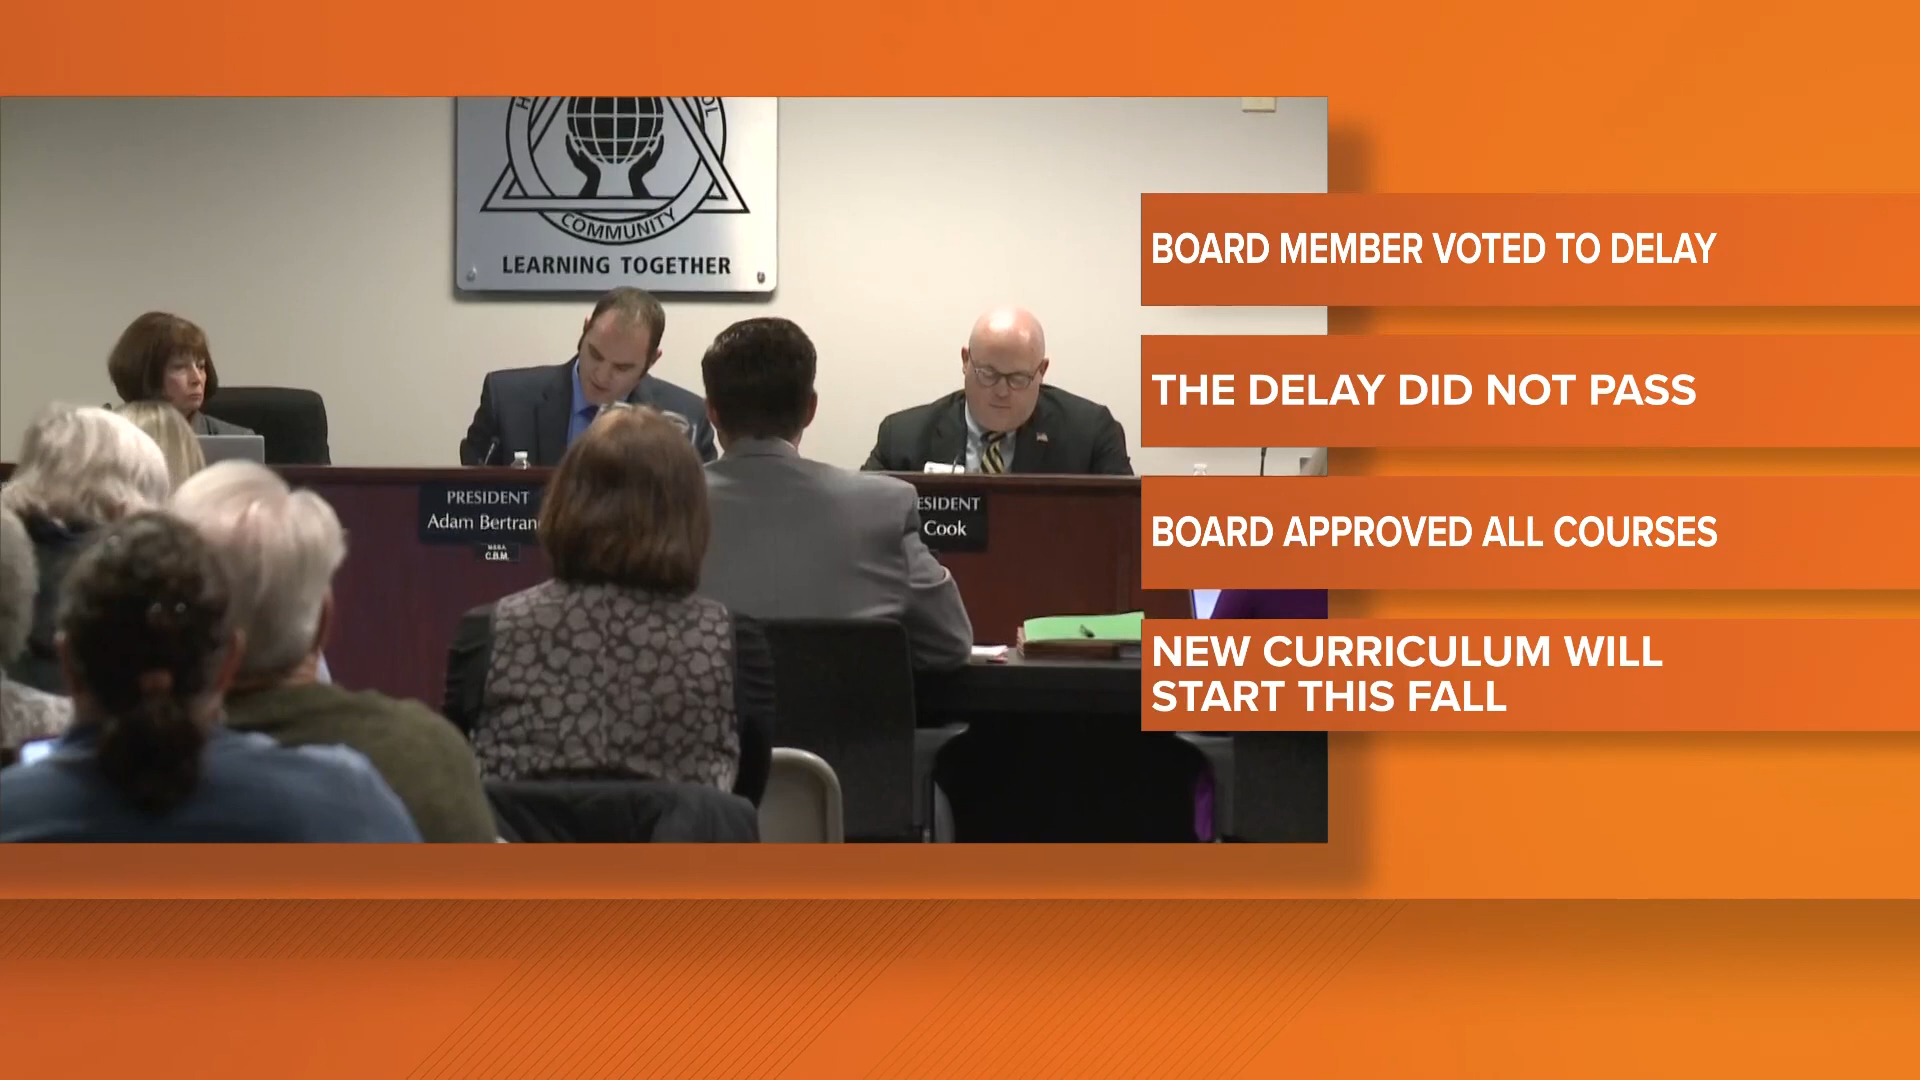 COMMUNITY
LEARNING TOGETHER
PRESIDENT
Adam Bertran
M.S.B.A.
C.B.M.
ESIDENT
Cook
BOARD MEMBER VOTED TO DELAY
THE DELAY DID NOT PASS
BOARD APPROVED ALL COURSES
NEW CURRICULUM WILL
START THIS FALL